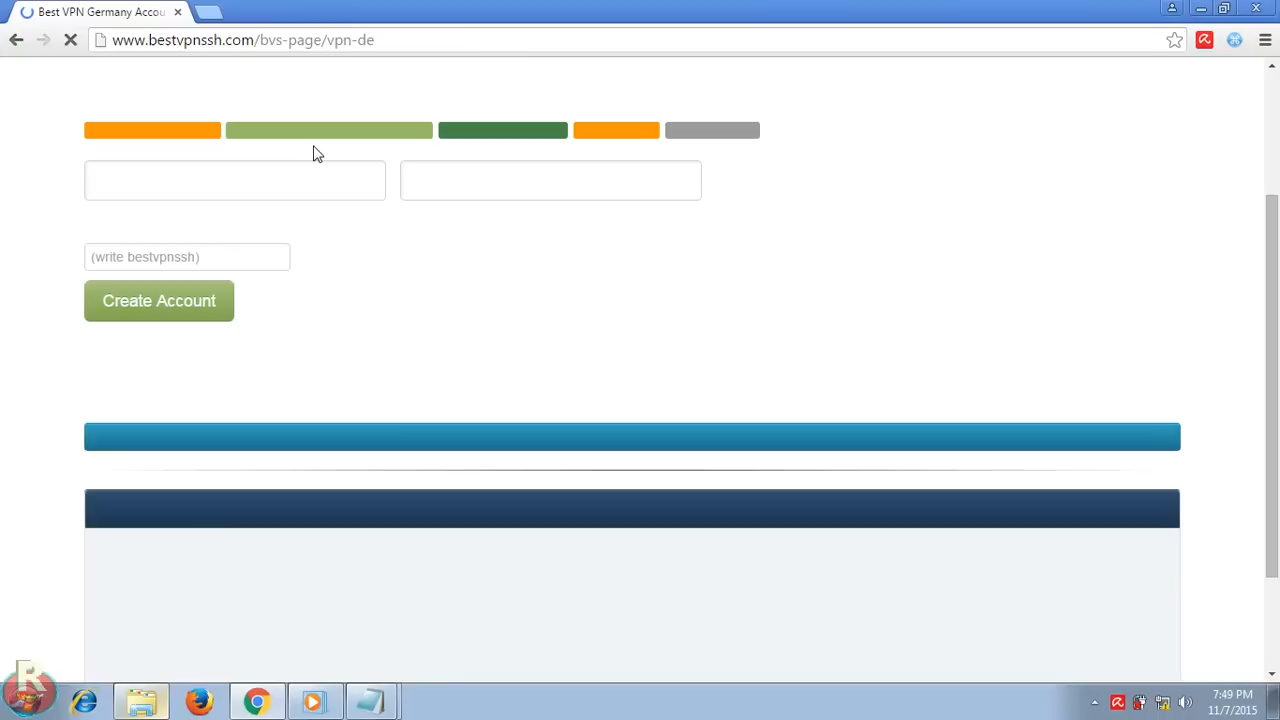 Best VPN Germany Accou
www.bestvpnssh.com/bvs-page/vpn-de
(write bestvpnssh)
Create Account
R
7:49 PM
11/7/2015